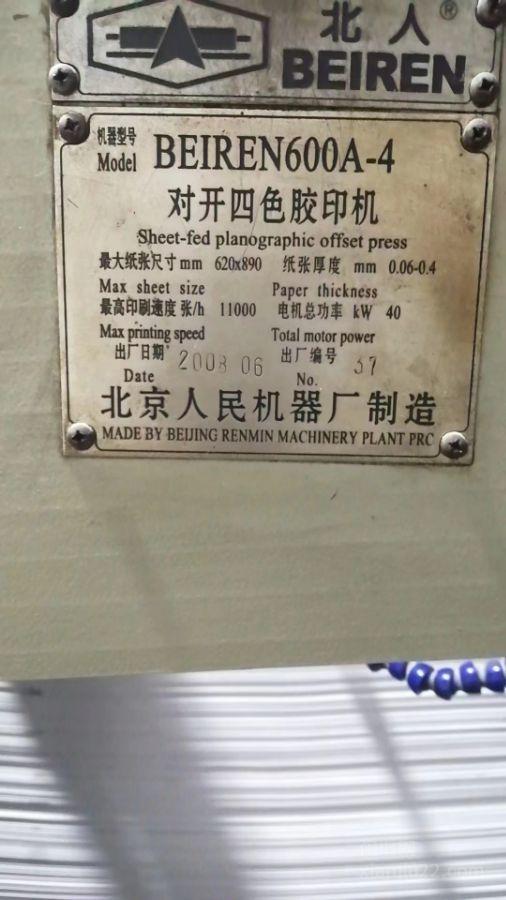 北人®
BEIREN
机器型号
Model BEIREN600A-4
对开四色胶印机
Sheet-fed planographic offset press
最大纸张尺寸mm 620x890 纸张厚度 mm 0.06-0.4
Max sheet size Paper thickness
最高印刷速度 张/h 11000 电机总功率 kW 40
Max printing speed Total motor power
出厂日期 2008 06 出厂编号 37
Date No.
北京人民机器厂制造
MADE BY BEIJING RENMIN MACHINERY PLANT PRC